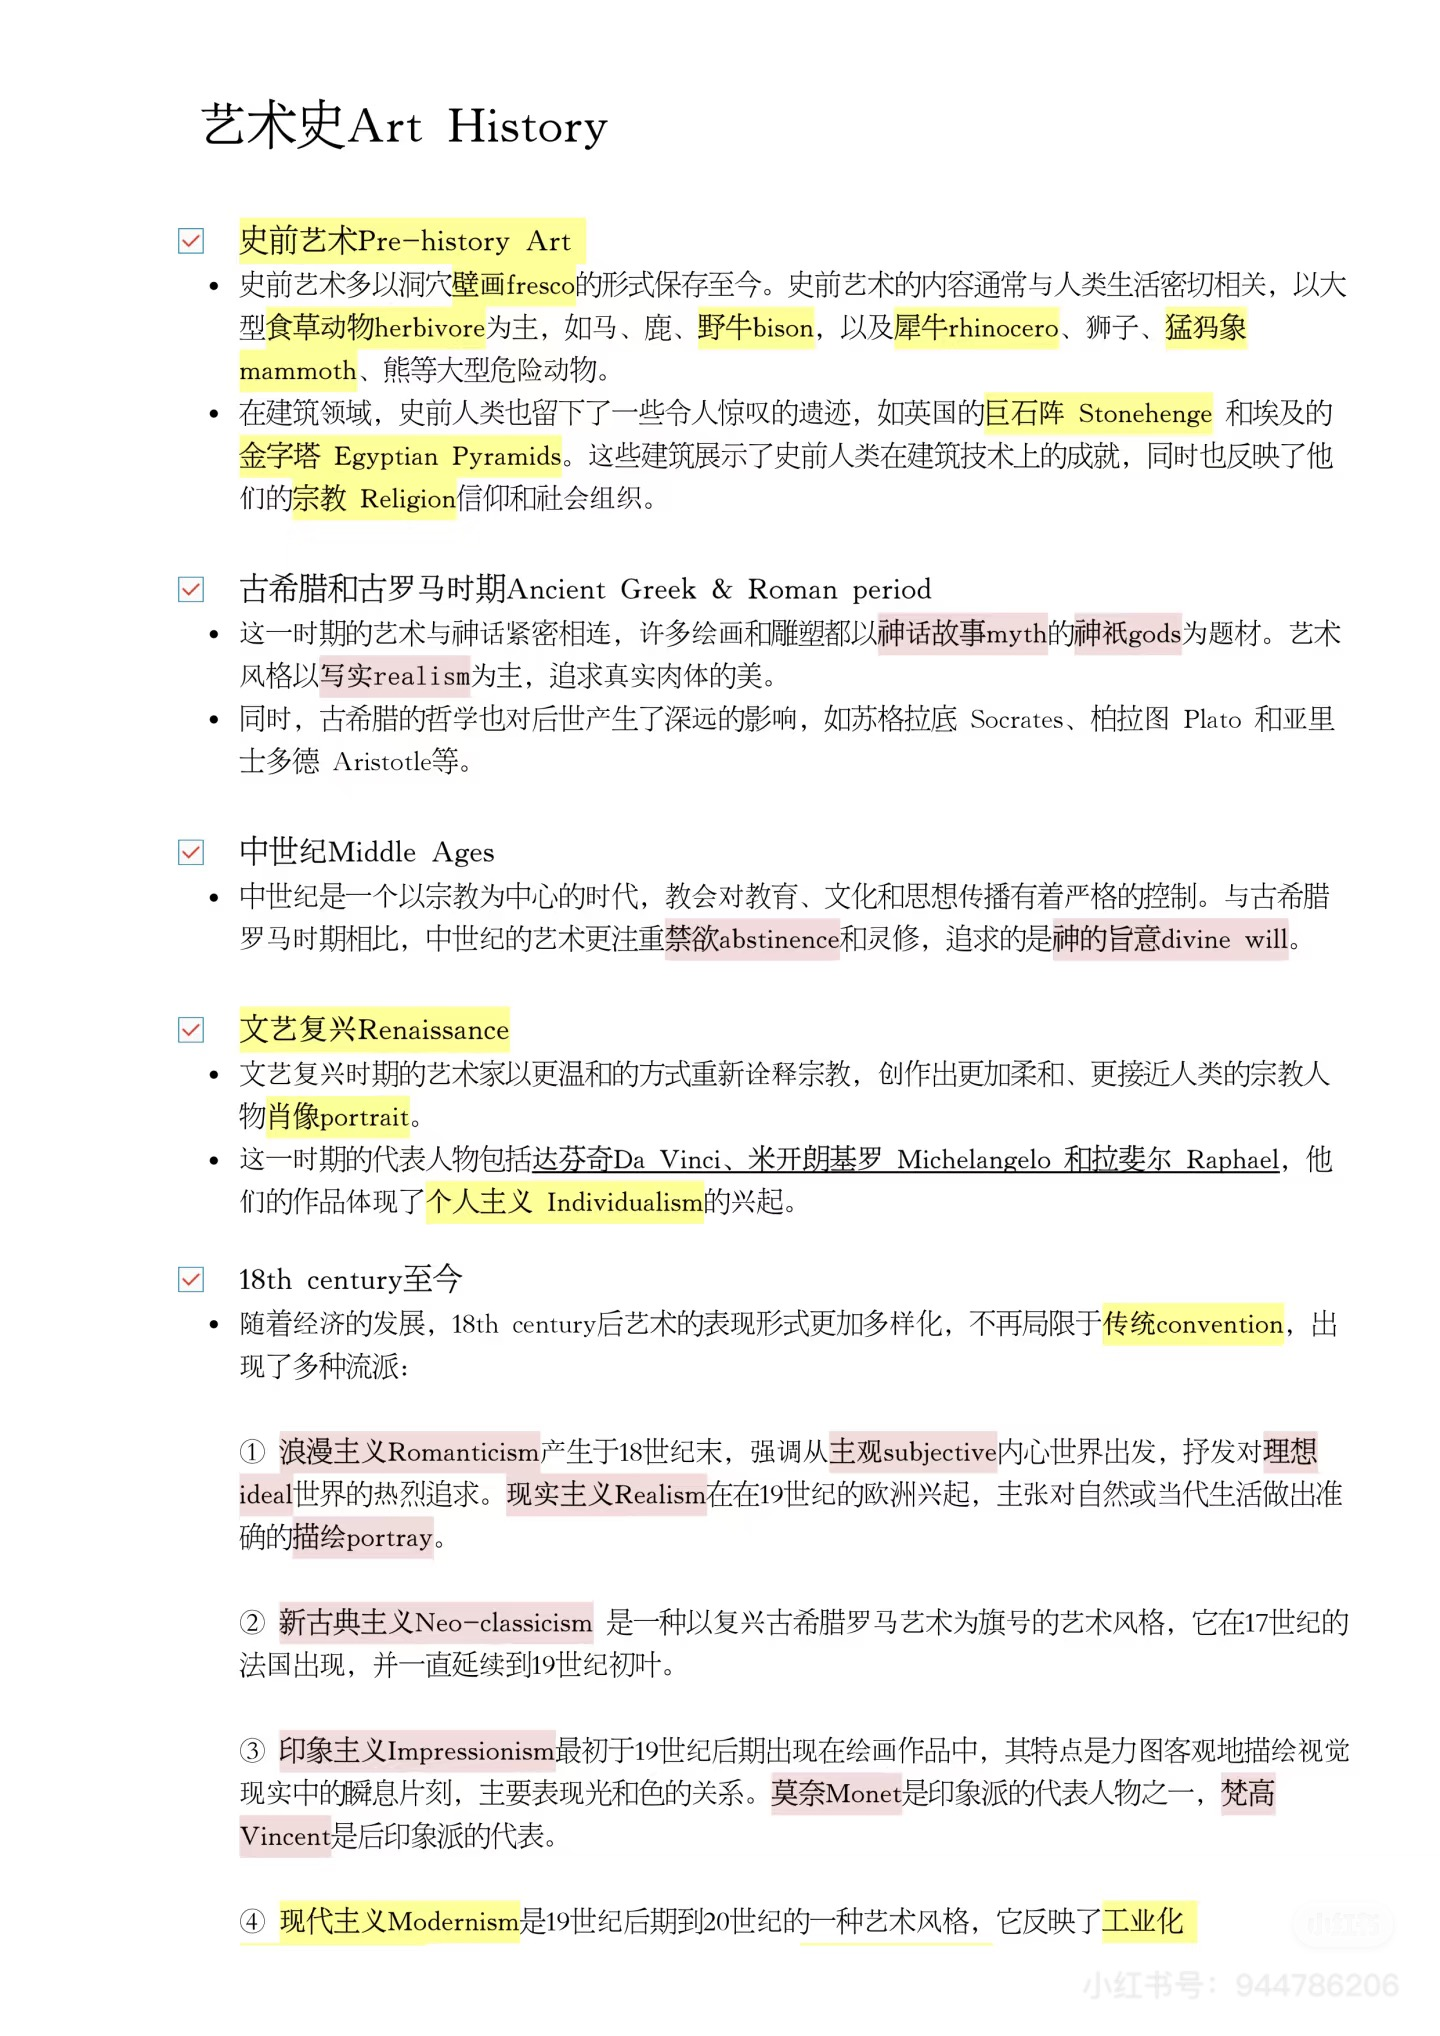 艺术史Art History
史前艺术Pre-history Art
• 史前艺术多以洞穴壁画fresco的形式保存至今。史前艺术的内容通常与人类生活密切相关，以大
型食草动物herbivore为主，如马、鹿、野牛bison，以及犀牛rhinocero、狮子、猛犸象
mammoth、熊等大型危险动物。
• 在建筑领域，史前人类也留下了一些令人惊叹的遗迹，如英国的巨石阵 Stonehenge 和埃及的
金字塔 Egyptian Pyramids。这些建筑展示了史前人类在建筑技术上的成就，同时也反映了他
们的宗教 Religion信仰和社会组织。
古希腊和古罗马时期Ancient Greek & Roman period
• 这一时期的艺术与神话紧密相连，许多绘画和雕塑都以神话故事myth的神祇gods为题材。艺术
风格以写实realism为主，追求真实肉体的美。
• 同时，古希腊的哲学也对后世产生了深远的影响，如苏格拉底 Socrates、柏拉图 Plato 和亚里
士多德 Aristotle等。
中世纪Middle Ages
• 中世纪是一个以宗教为中心的时代，教会对教育、文化和思想传播有着严格的控制。与古希腊
罗马时期相比，中世纪的艺术更注重禁欲abstinence和灵修，追求的是神的旨意divine will。
文艺复兴Renaissance
• 文艺复兴时期的艺术家以更温和的方式重新诠释宗教，创作出更加柔和、更接近人类的宗教人
物肖像portrait。
• 这一时期的代表人物包括达芬奇Da Vinci、米开朗基罗 Michelangelo 和拉斐尔 Raphael，他
们的作品体现了个人主义 Individualism的兴起。
18th century至今
• 随着经济的发展，18th century后艺术的表现形式更加多样化，不再局限于传统convention，出
现了多种流派：
① 浪漫主义Romanticism产生于18世纪末，强调从主观subjective内心世界出发，抒发对理想
ideal世界的热烈追求。现实主义Realism在在19世纪的欧洲兴起，主张对自然或当代生活做出准
确的描绘portray。
② 新古典主义Neo-classicism 是一种以复兴古希腊罗马艺术为旗号的艺术风格，它在17世纪的
法国出现，并一直延续到19世纪初叶。
③ 印象主义Impressionism最初于19世纪后期出现在绘画作品中，其特点是力图客观地描绘视觉
现实中的瞬息片刻，主要表现光和色的关系。莫奈Monet是印象派的代表人物之一，梵高
Vincent是后印象派的代表。
④ 现代主义Modernism是19世纪后期到20世纪的一种艺术风格，它反映了工业化
小红书
小红书号：944786206